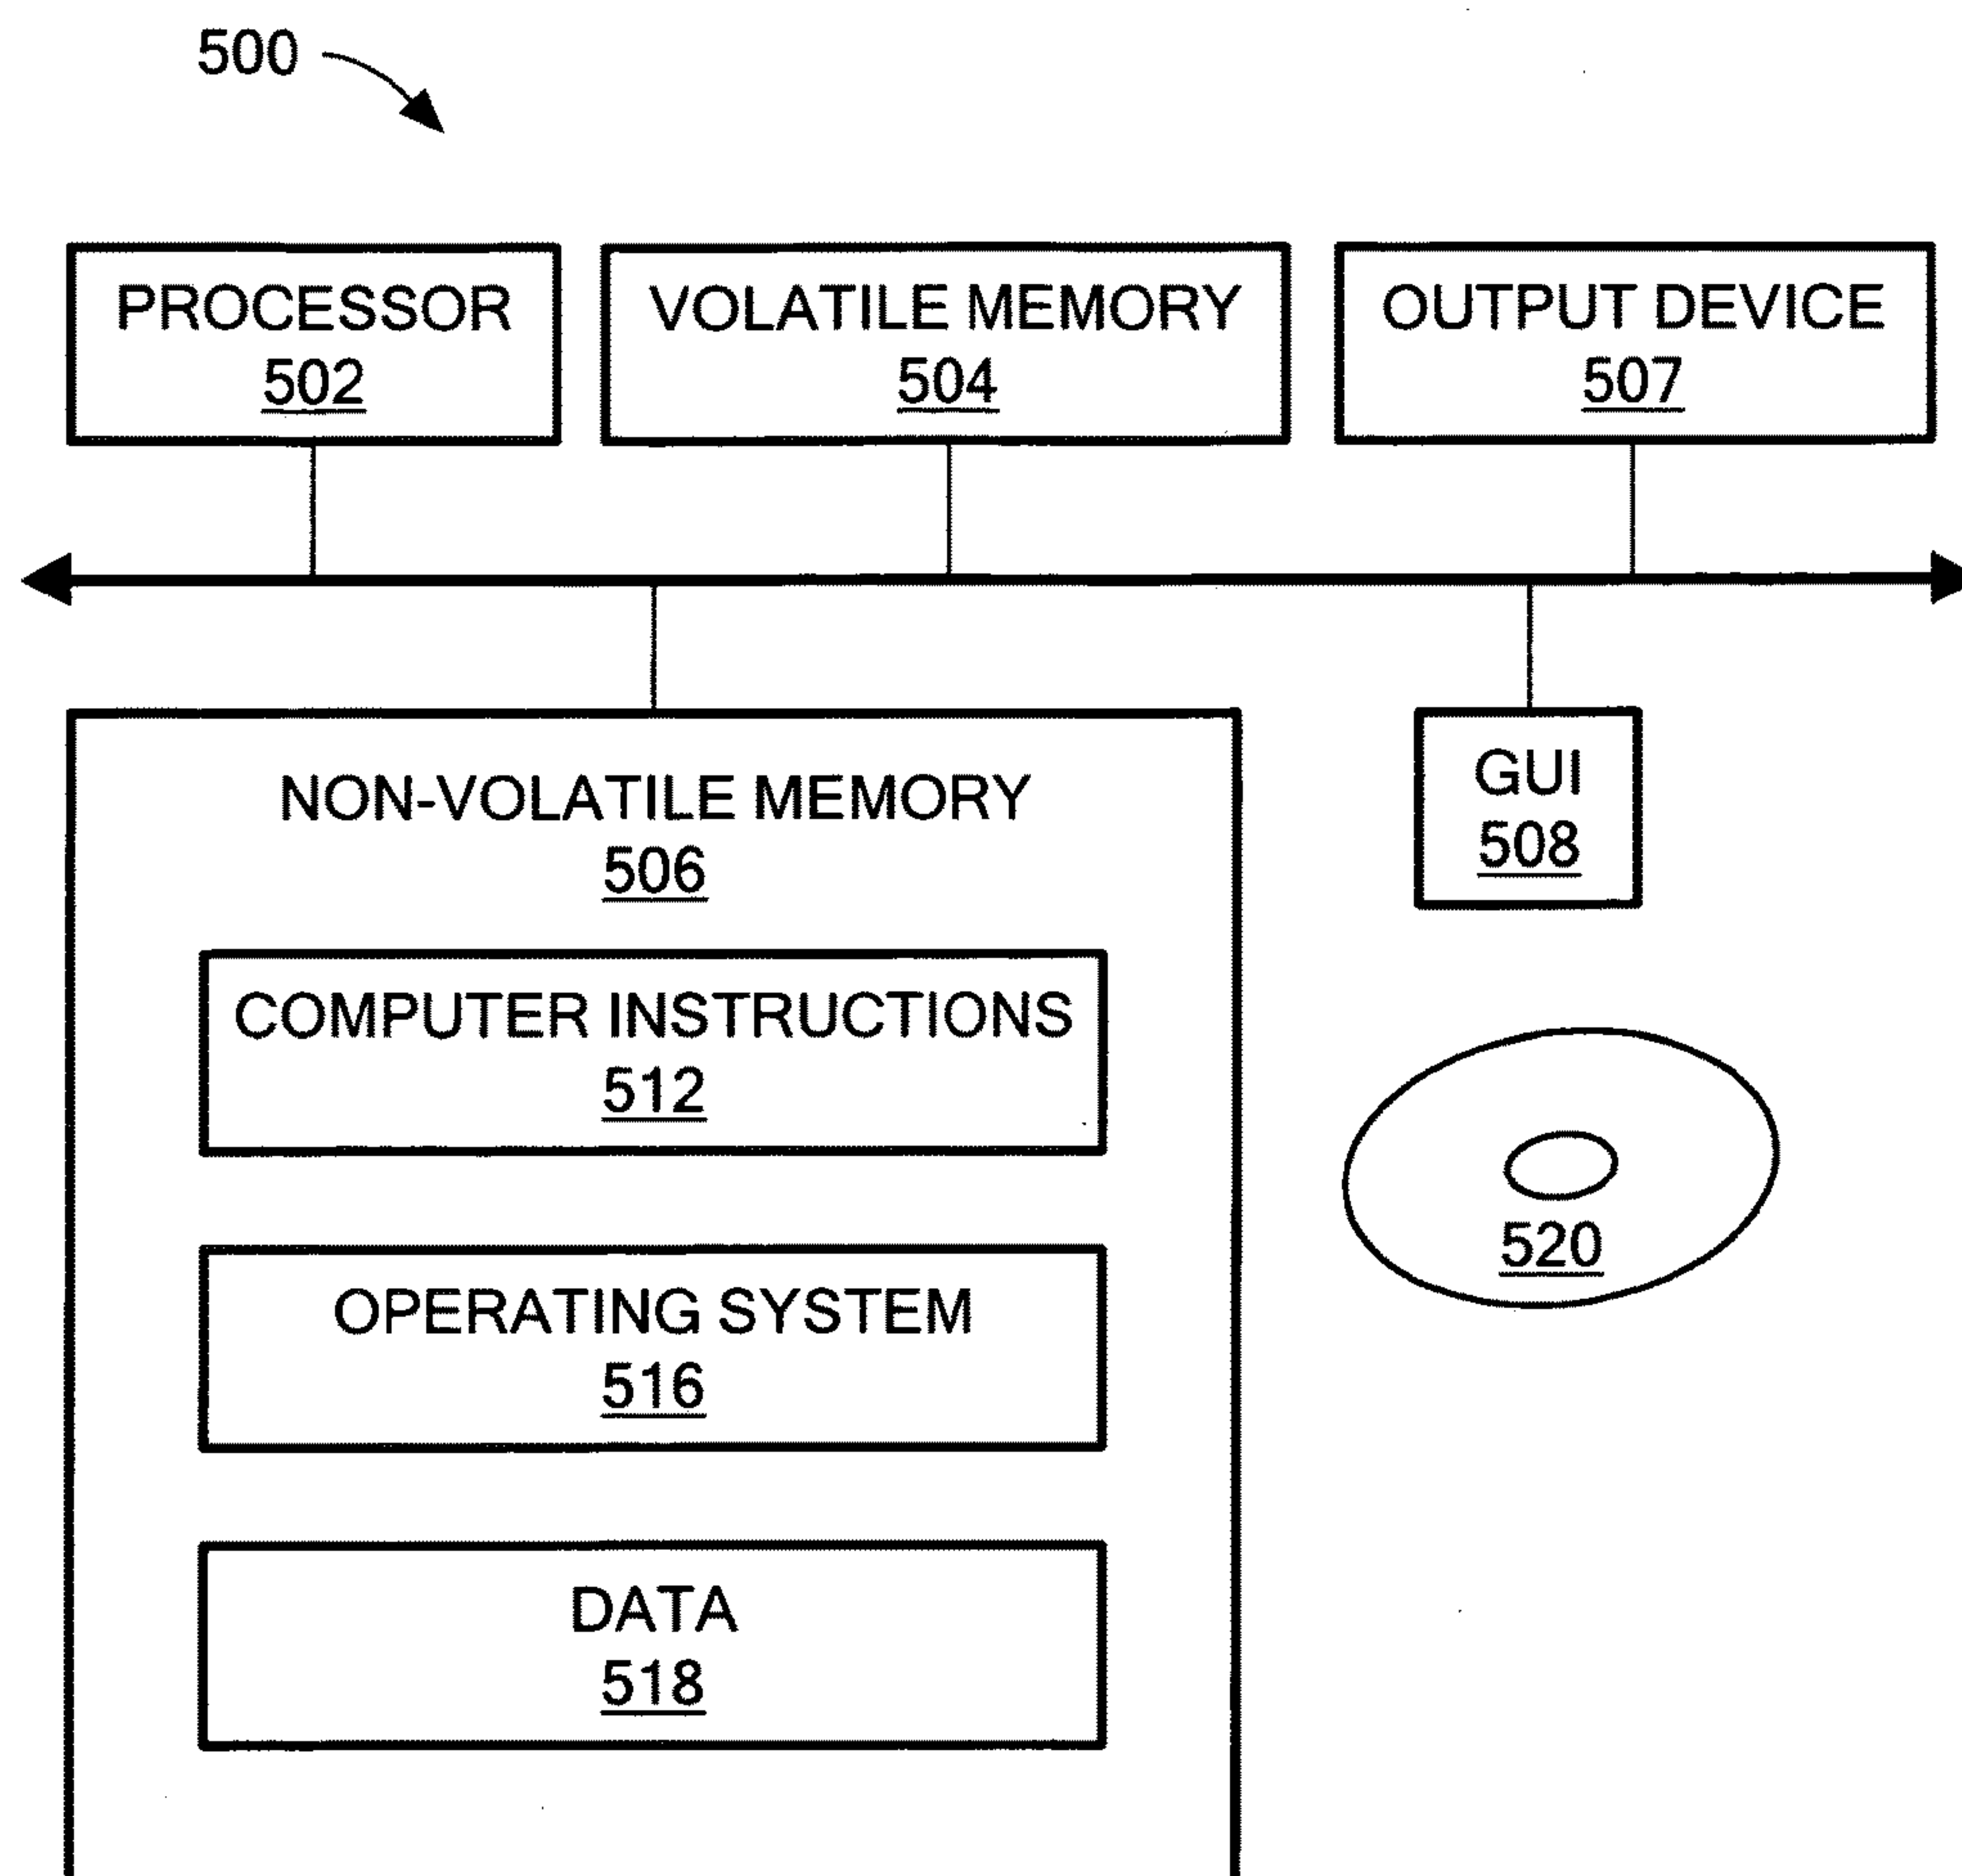 500
PROCESSOR
502
VOLATILE MEMORY
504
OUTPUT DEVICE
507
NON-VOLATILE MEMORY
506
COMPUTER INSTRUCTIONS
512
OPERATING SYSTEM
516
DATA
518
GUI
508
520